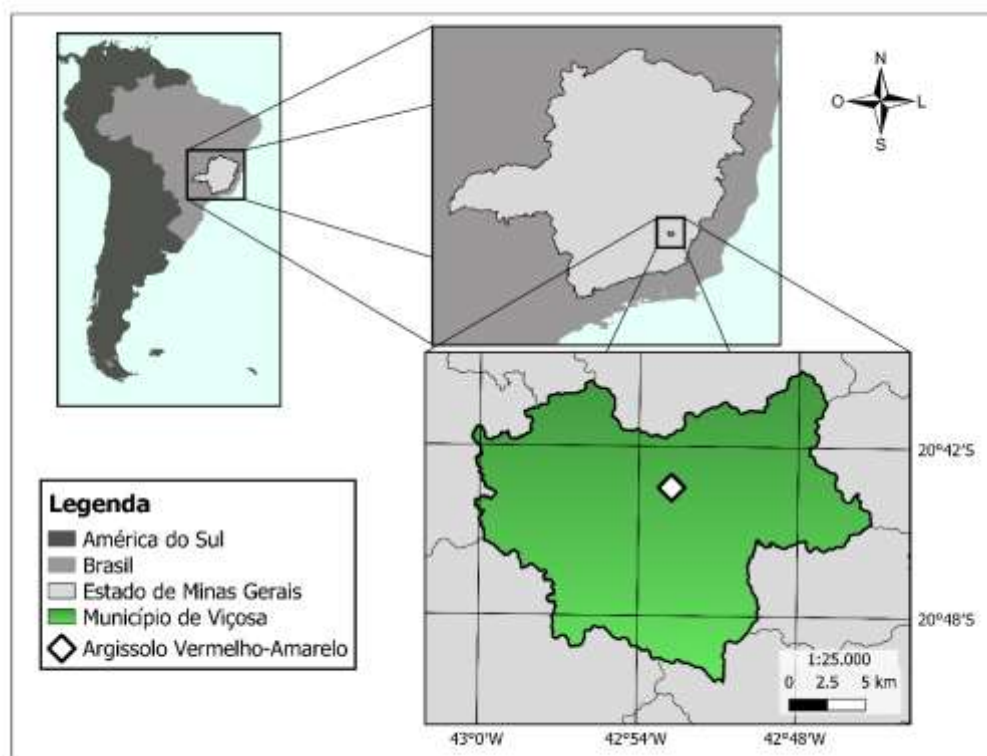 N
O L
S
20°42'S
20°48'S
Legenda
América do Sul
Brasil
Estado de Minas Gerais
Município de Viçosa
Argissolo Vermelho-Amarelo
1:25.000
0 2.5 5 km
43°0'W 42°54'W 42°48'W